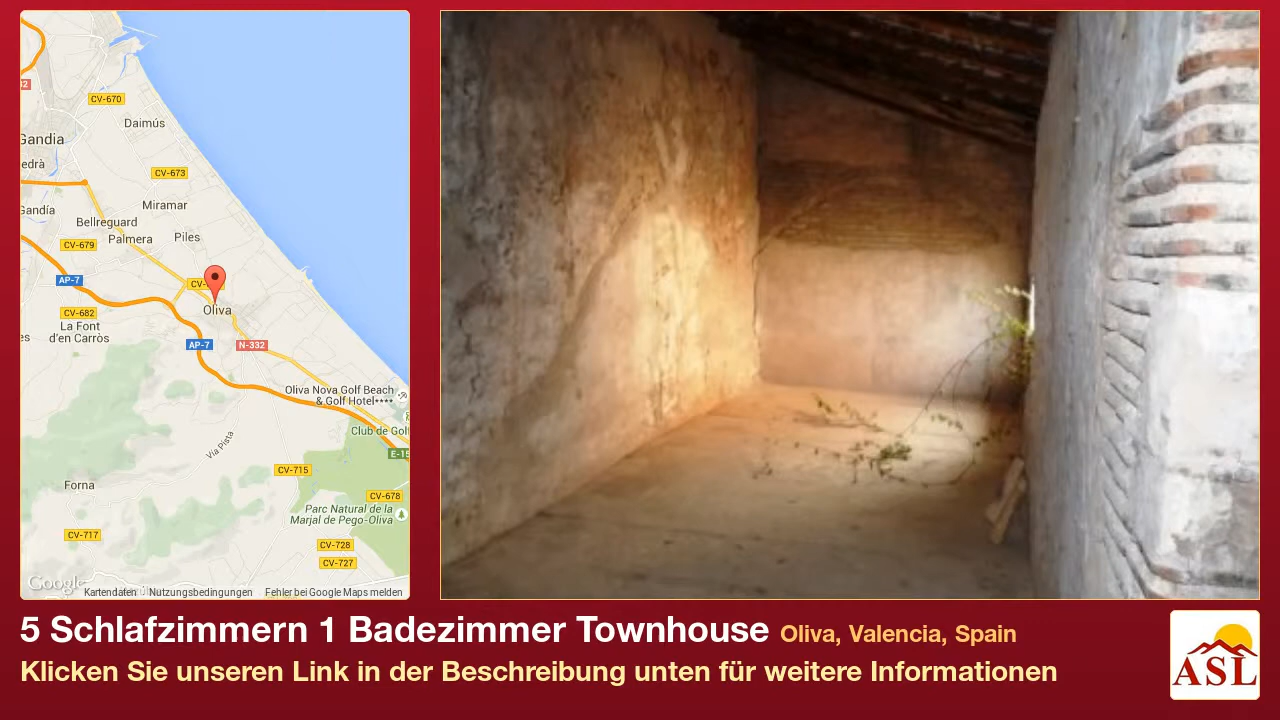 CV-670
Daimús
Gandia
CV-673
Miramar
Gandía
Bellreguard
Palmera
Piles
CV-679
AP-7
CV-682
Oliva
La Font
d'en Carròs
AP-7
N-332
Oliva Nova Golf Beach
& Golf Hotel****
Club de Golf
Via Pista
CV-715
E-15
Forna
CV-678
Parc Natural de la
Marjal de Pego-Oliva
CV-717
CV-728
CV-727
Google
Kartendaten Nutzungsbedingungen Fehler bei Google Maps melden
5 Schlafzimmern 1 Badezimmer Townhouse Oliva, Valencia, Spain
Klicken Sie unseren Link in der Beschreibung unten für weitere Informationen
ASL